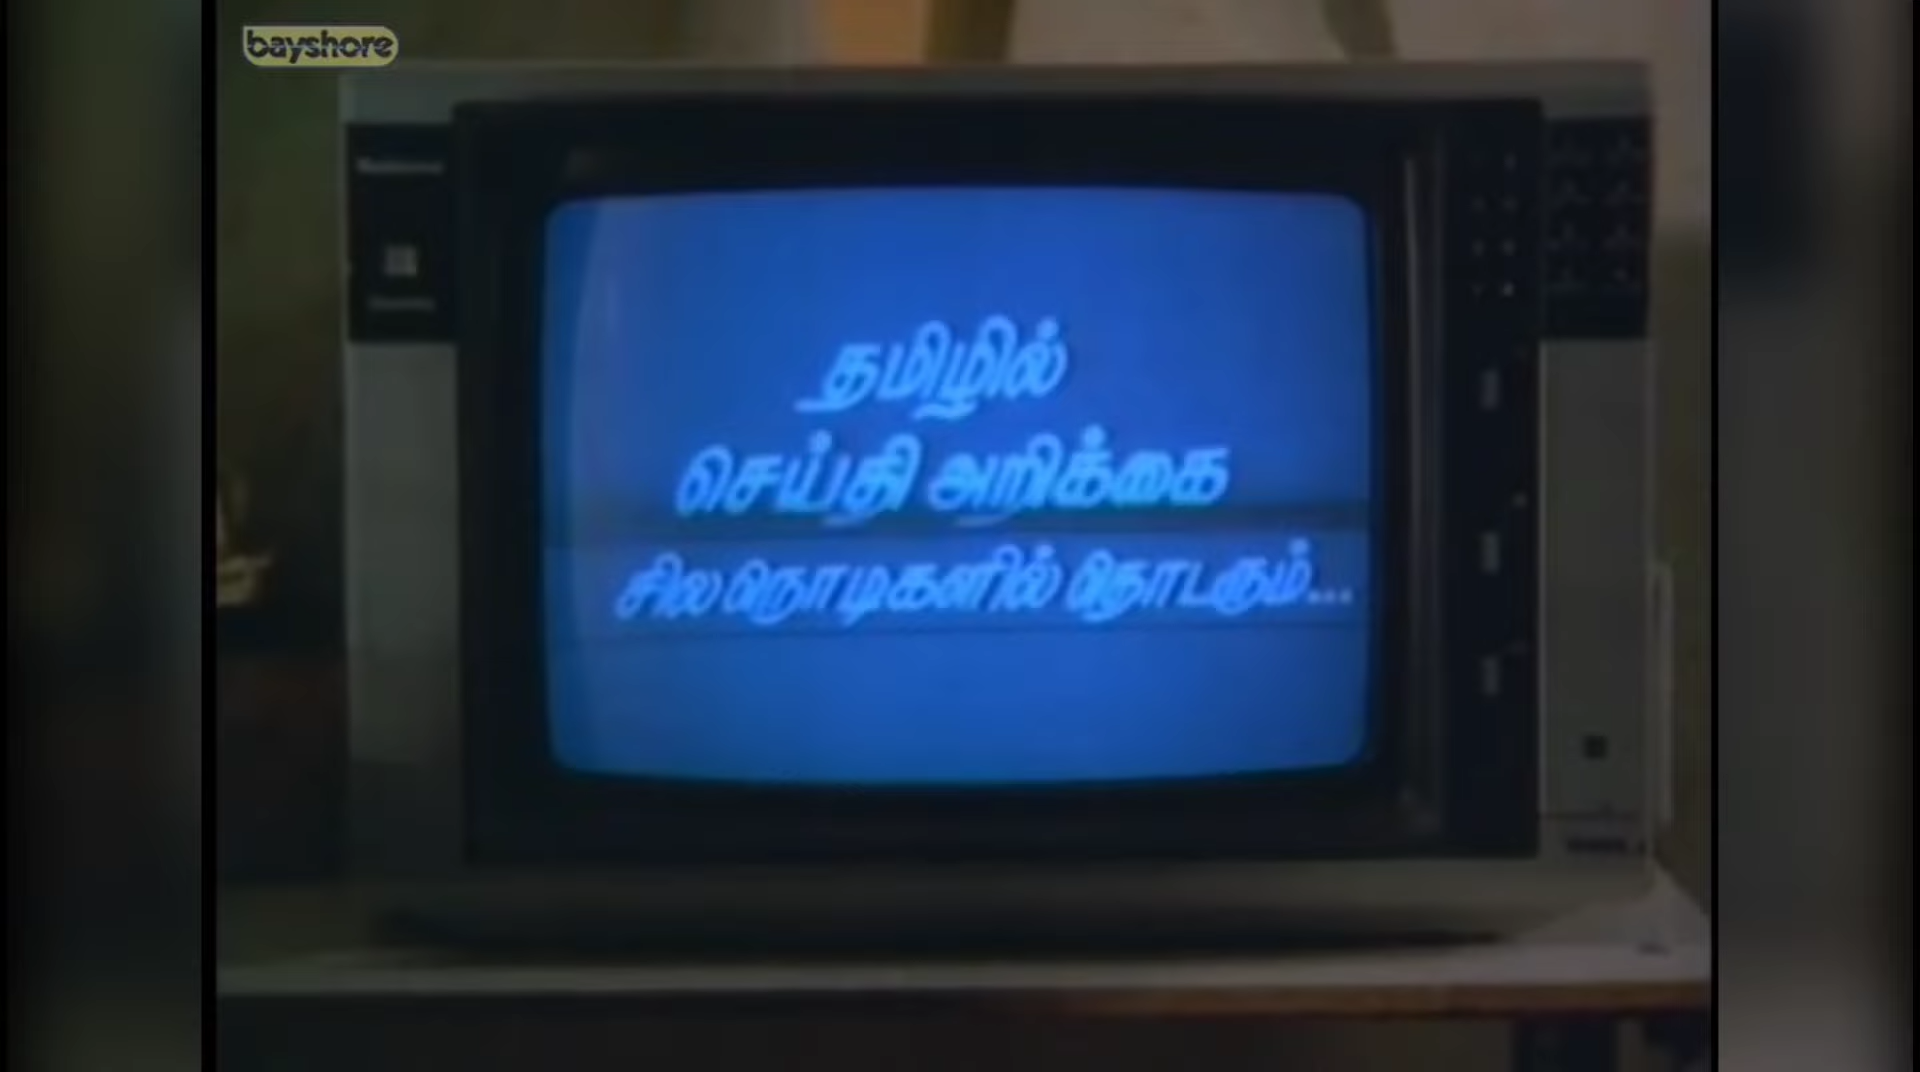 bayshore
தமிழில்
செய்தி அறிக்கை
சில நொடிகளில் தொடரும்...